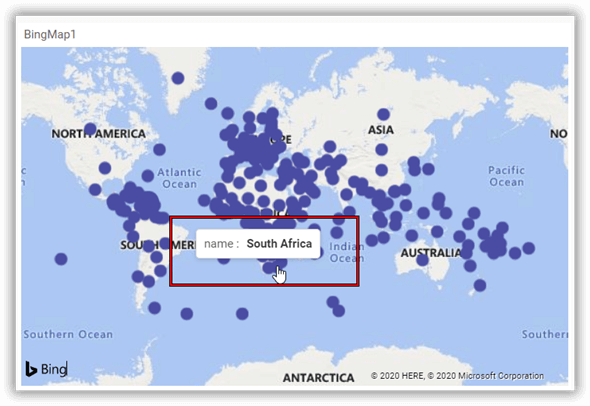 BingMap1
NORTH AMERICA
ASIA
Atlantic
Ocean
Pacific
Ocean
name : South Africa
Indian
Ocean
AUSTRALIA
Southern Ocean
Southern
ANTARCTICA
Bing
© 2020 HERE, © 2020 Microsoft Corporation